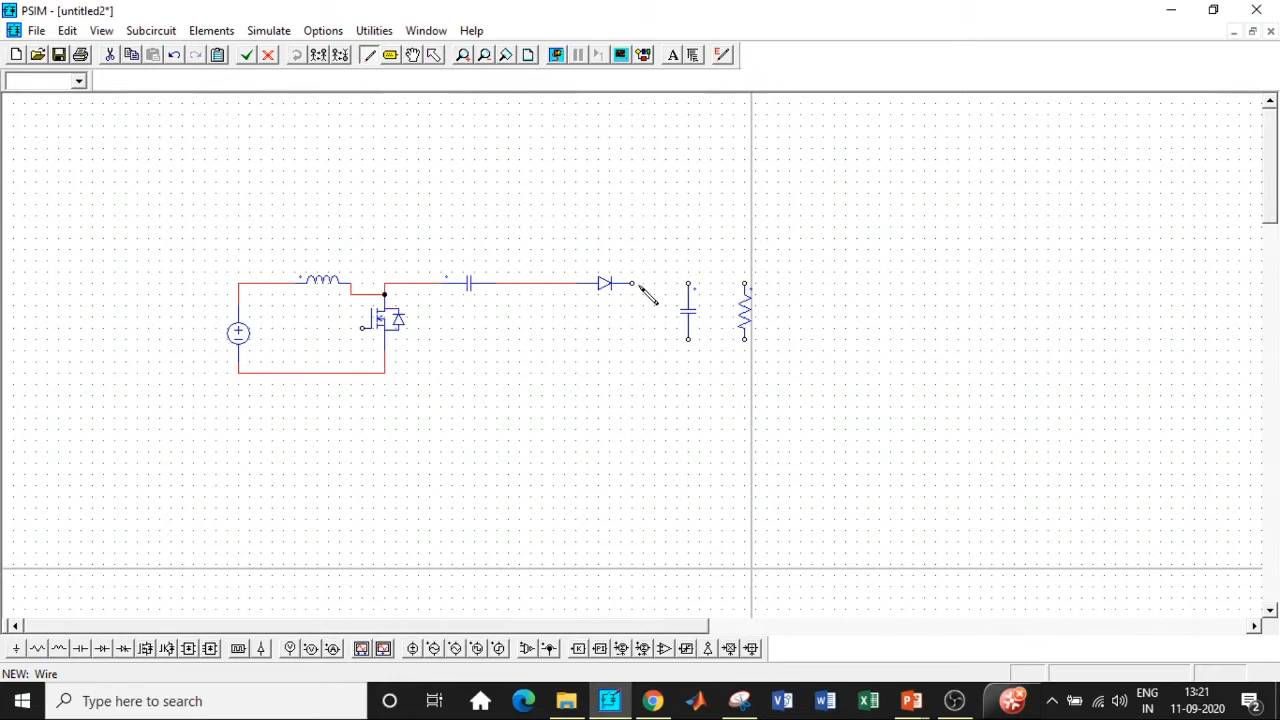 PSIM - [untitled2*]
File Edit View Subcircuit Elements Simulate Options Utilities Window Help
NEW: Wire
Type here to search
ENG
IN
13:21
11-09-2020
2